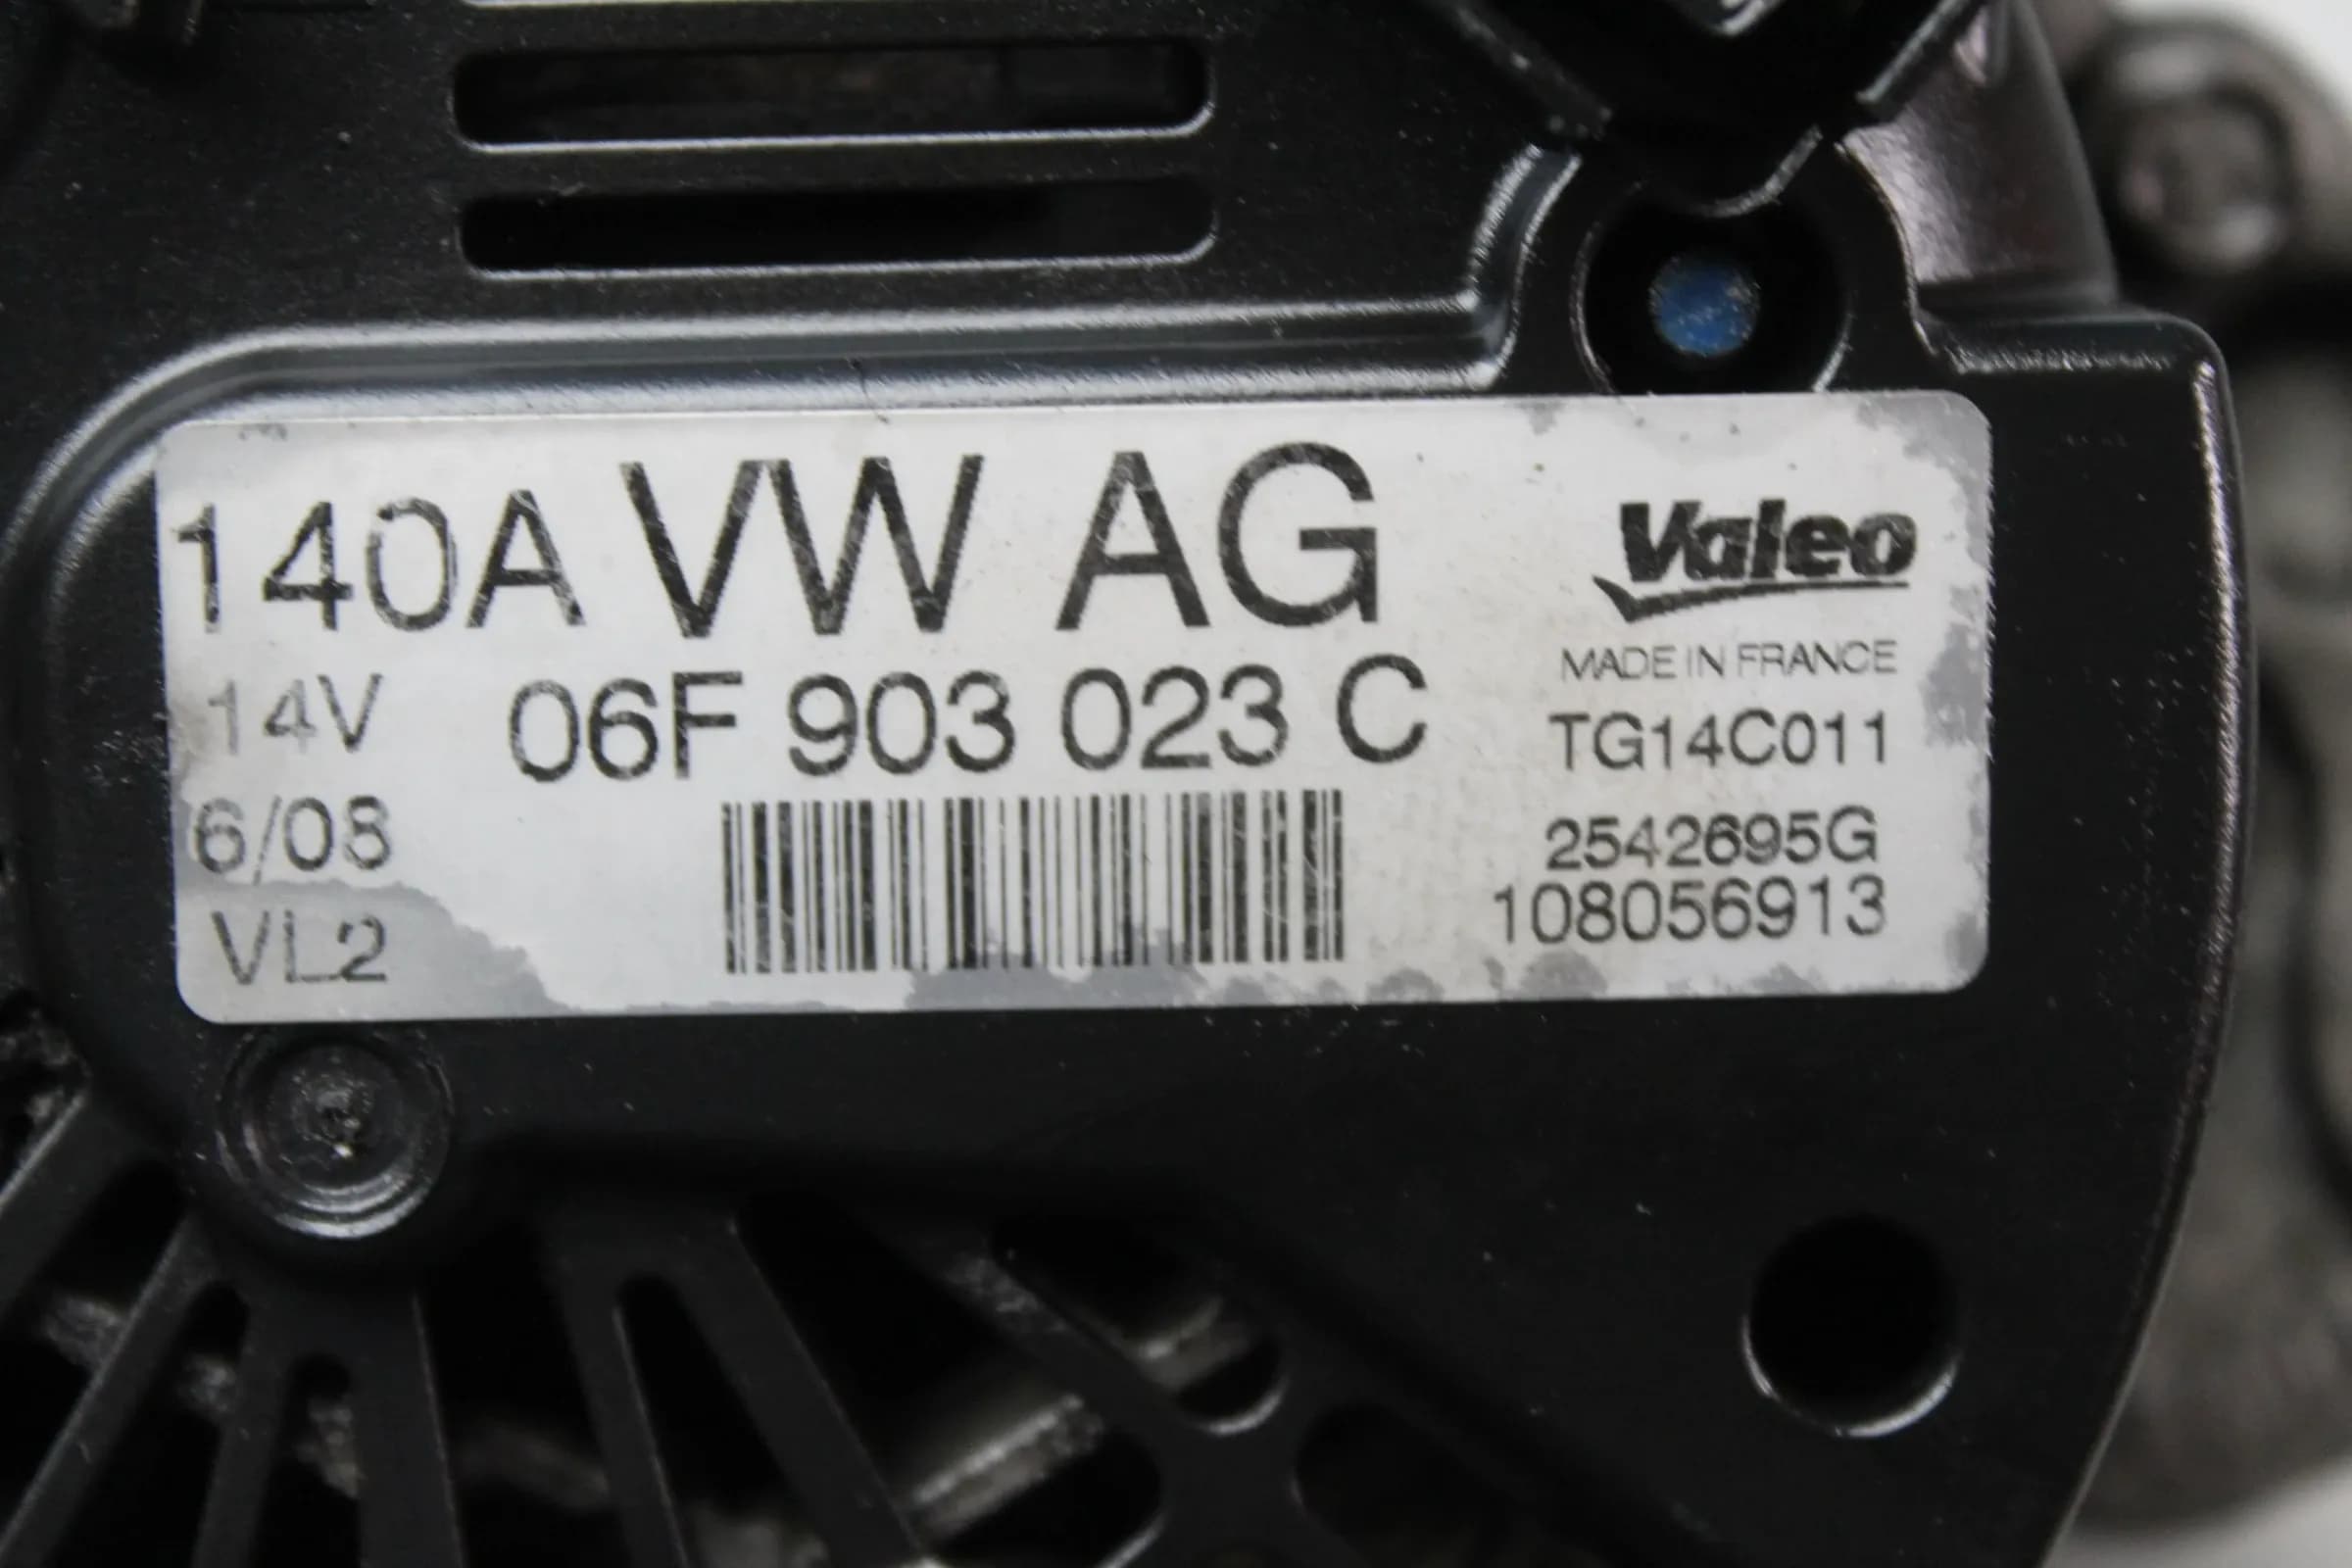 140A VW AG
14V 06F 903 023 C
6/08
VL2
Valeo
MADE IN FRANCE
TG14C011
2542695G
108056913